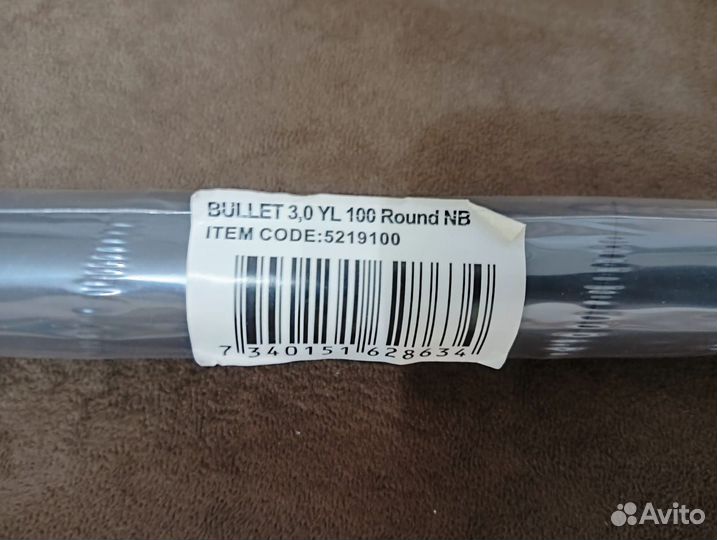 BULLET 3,0 YL 100 Round NB
ITEM CODE:5219100
7 340151 628634
Avito